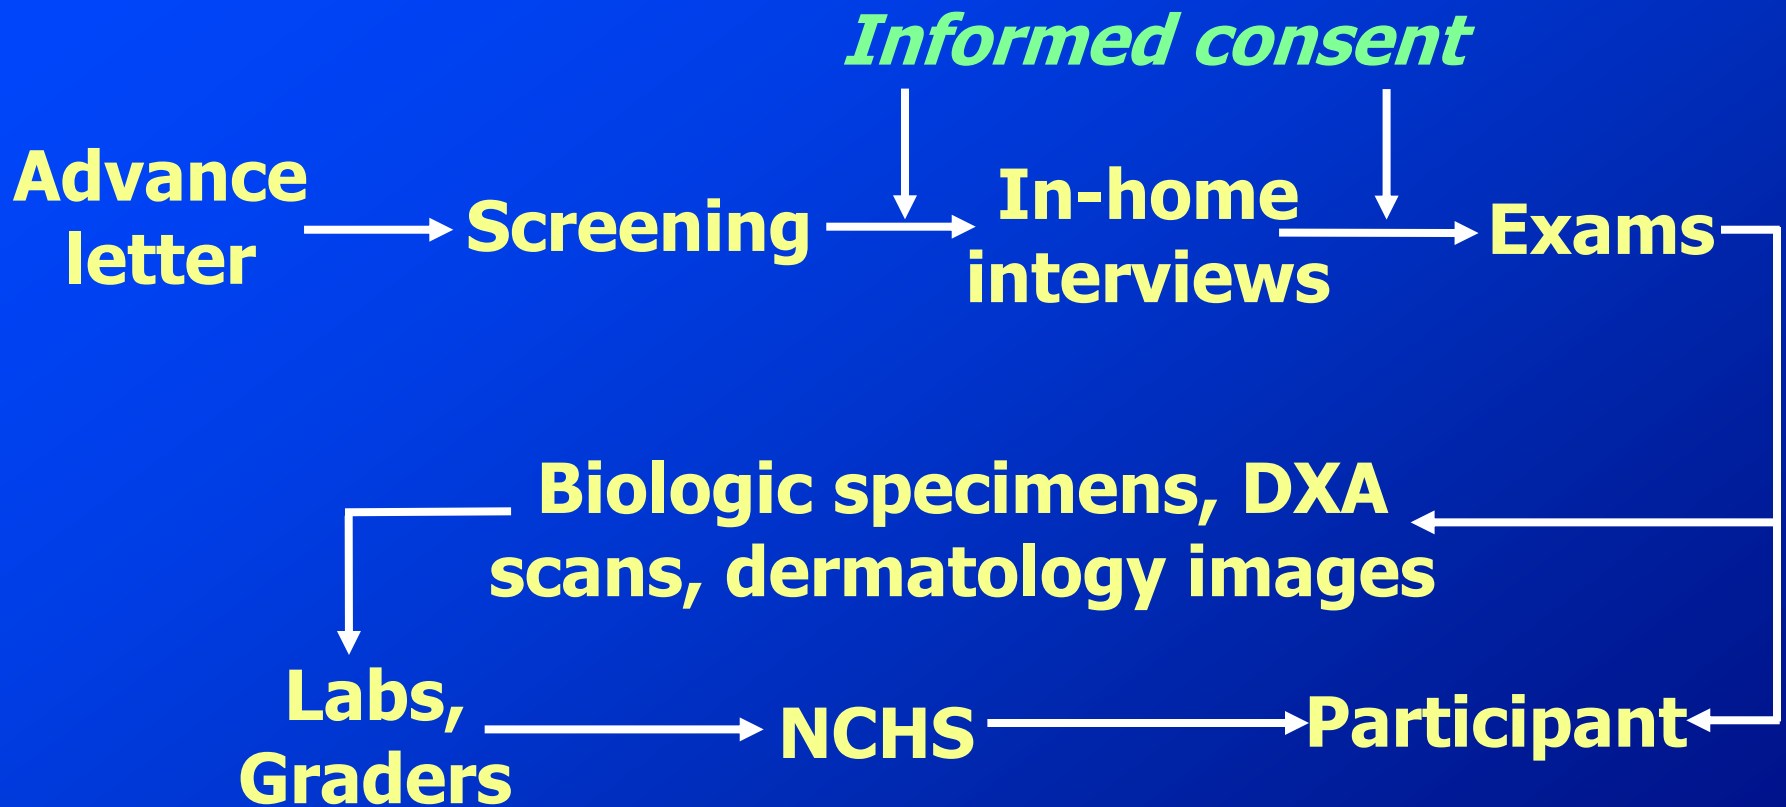 Informed consent
Advance
letter
Screening
In-home
interviews
Exams
Biologic specimens, DXA
scans, dermatology images
Labs,
Graders
NCHS
Participant